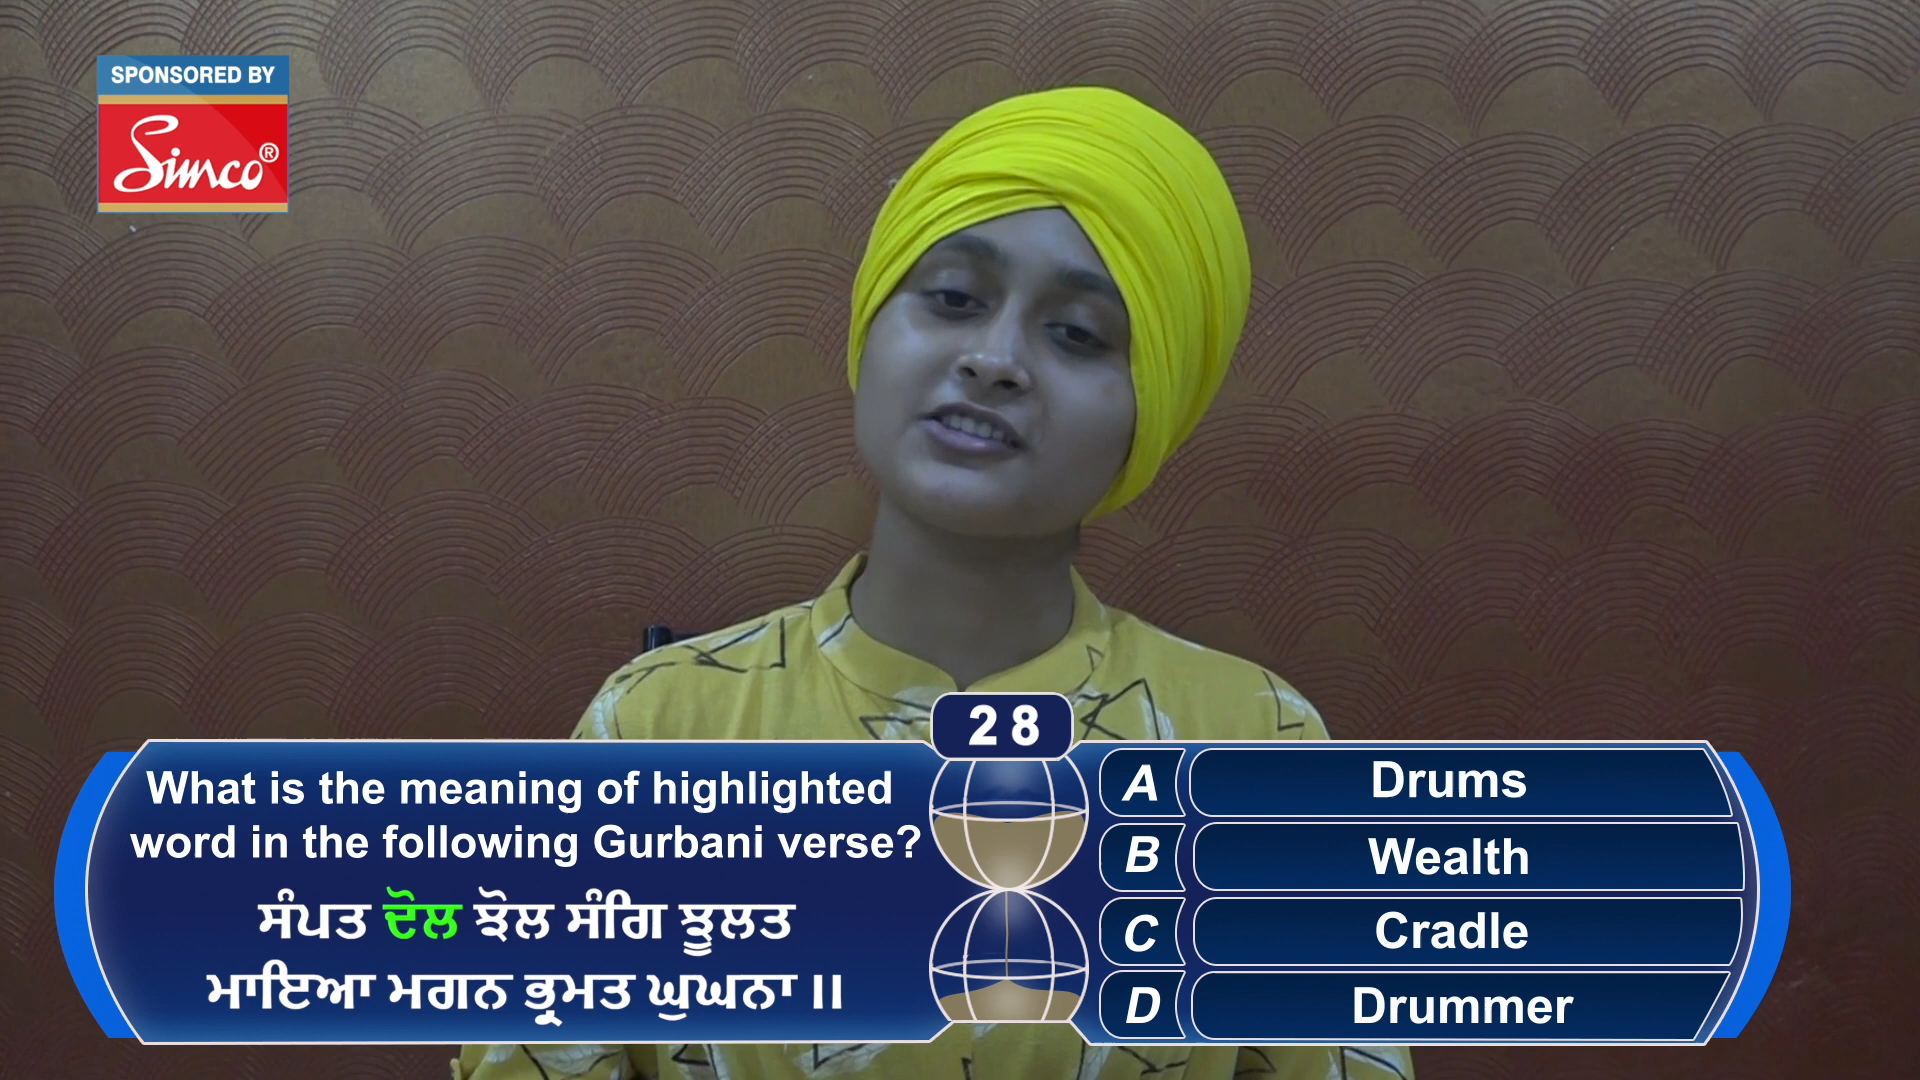 SPONSORED BY
Simco®
28
What is the meaning of highlighted
word in the following Gurbani verse?
ਸੰਪਤ ਦੋਲ ਝੋਲ ਸੰਗਿ ਝੂਲਤ
ਮਾਇਆ ਮਗਨ ਭ੍ਰਮਤ ਘੁਘਨਾ ॥
A Drums
B Wealth
C Cradle
D Drummer